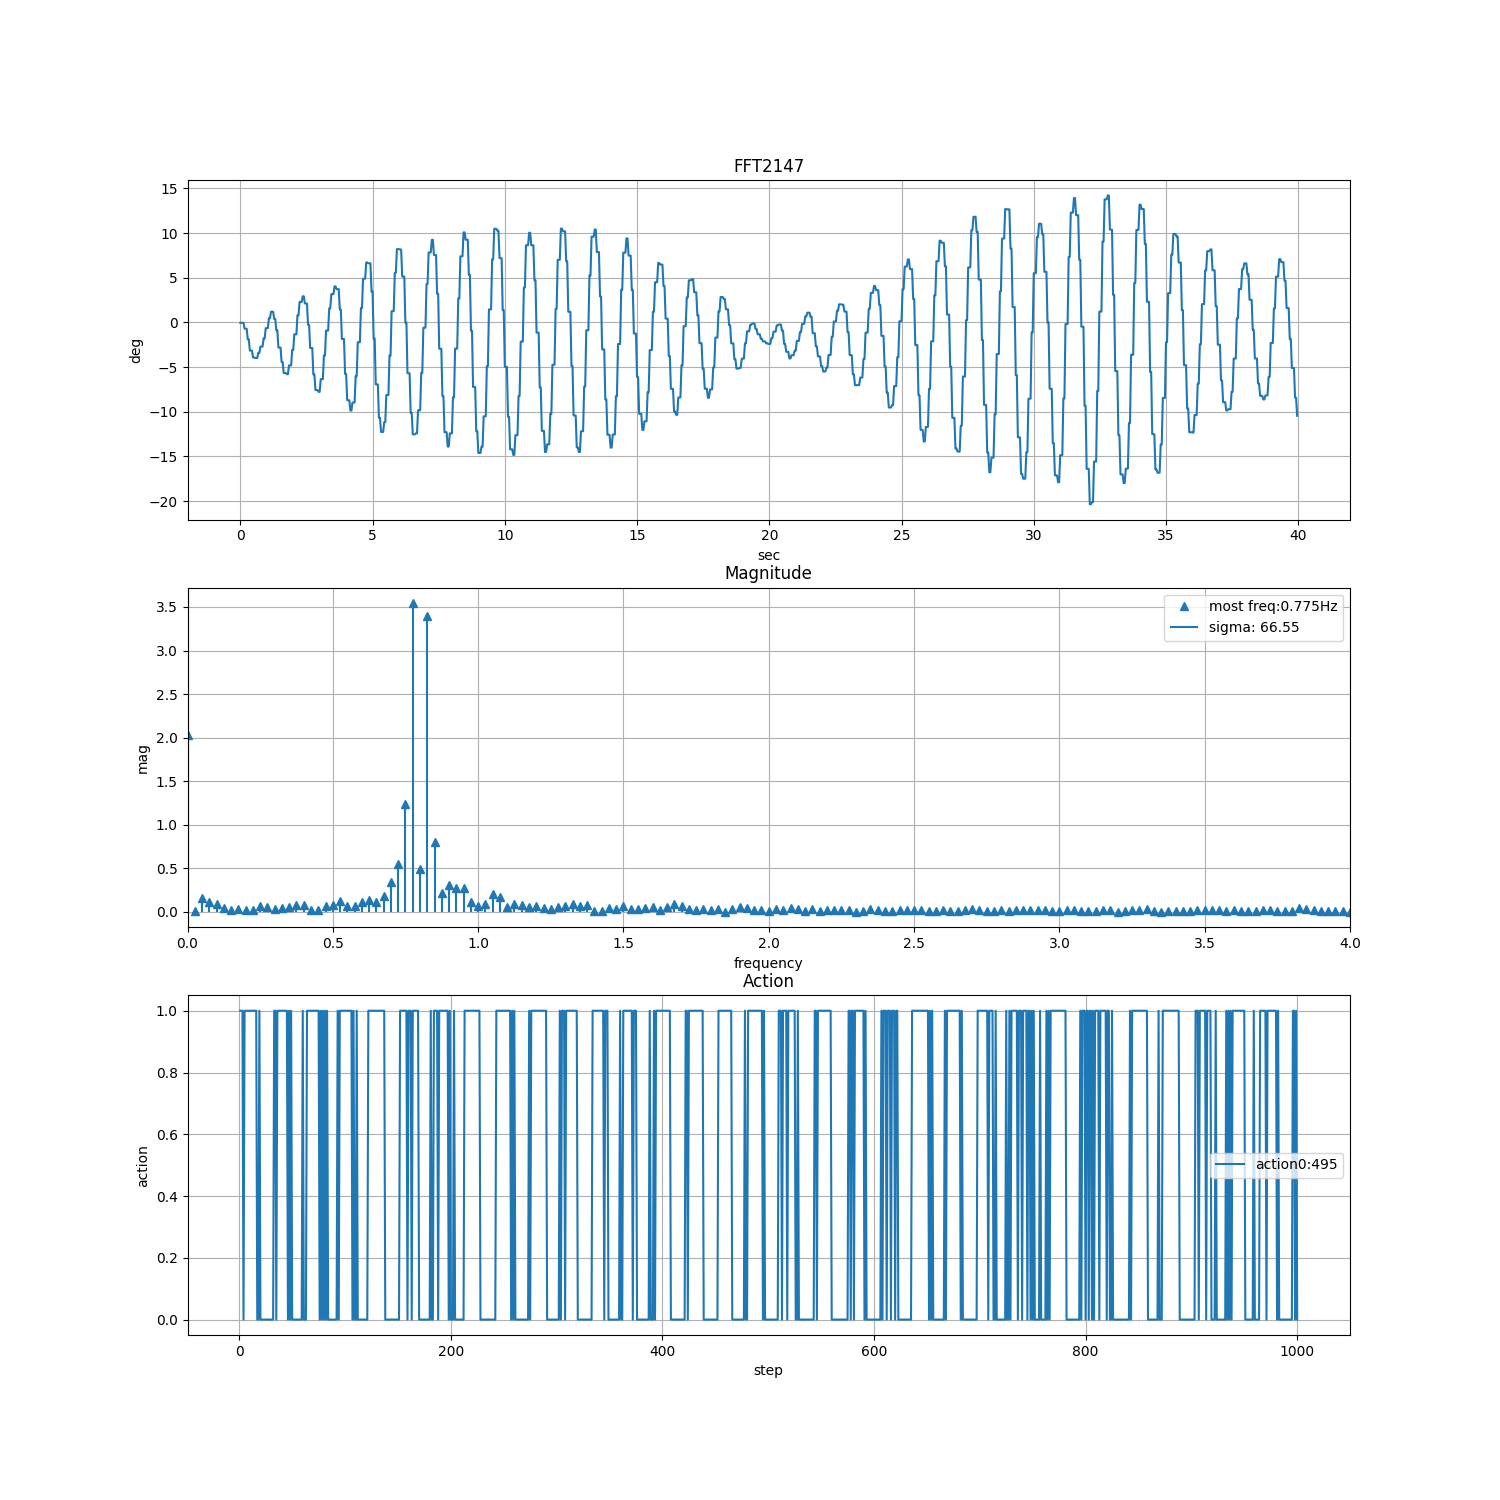 FFT2147
15
10
5
0
−5
−10
−15
−20
deg
0 5 10 15 20 25 30 35 40
sec
Magnitude
most freq:0.775Hz
sigma: 66.55
3.5
3.0
2.5
2.0
1.5
1.0
0.5
0.0
mag
0.0 0.5 1.0 1.5 2.0 2.5 3.0 3.5 4.0
frequency
Action
1.0
0.8
0.6
0.4
0.2
0.0
action
action0:495
0 200 400 600 800 1000
step